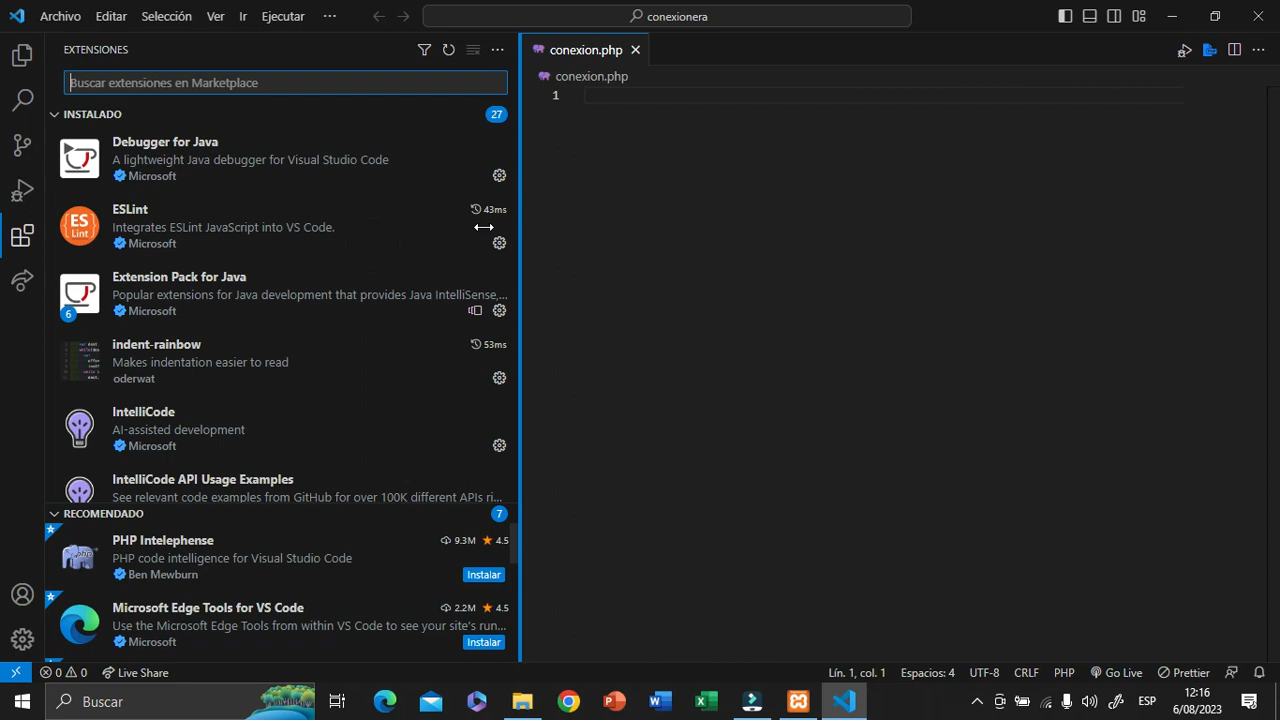 Archivo Editar Selección Ver Ir Ejecutar ··· conexionera
EXTENSIONES
conexion.php
Buscar extensiones en Marketplace
conexion.php
1
INSTALADO 27
Debugger for Java
A lightweight Java debugger for Visual Studio Code
Microsoft
ESLint 43ms
Integrates ESLint JavaScript into VS Code.
Microsoft
Extension Pack for Java
Popular extensions for Java development that provides Java IntelliSense,...
6 Microsoft
indent-rainbow 53ms
Makes indentation easier to read
oderwat
IntelliCode
AI-assisted development
Microsoft
IntelliCode API Usage Examples
See relevant code examples from GitHub for over 100K different APIs ri...
RECOMENDADO 7
PHP Intelephense 9.3M 4.5
PHP code intelligence for Visual Studio Code
Ben Mewburn Instalar
Microsoft Edge Tools for VS Code 2.2M 4.5
Use the Microsoft Edge Tools from within VS Code to see your site's run...
Microsoft Instalar
0 0 Live Share Lín. 1, col. 1 Espacios: 4 UTF-8 CRLF PHP Go Live Prettier
Buscar ESP 12:16
6/08/2023